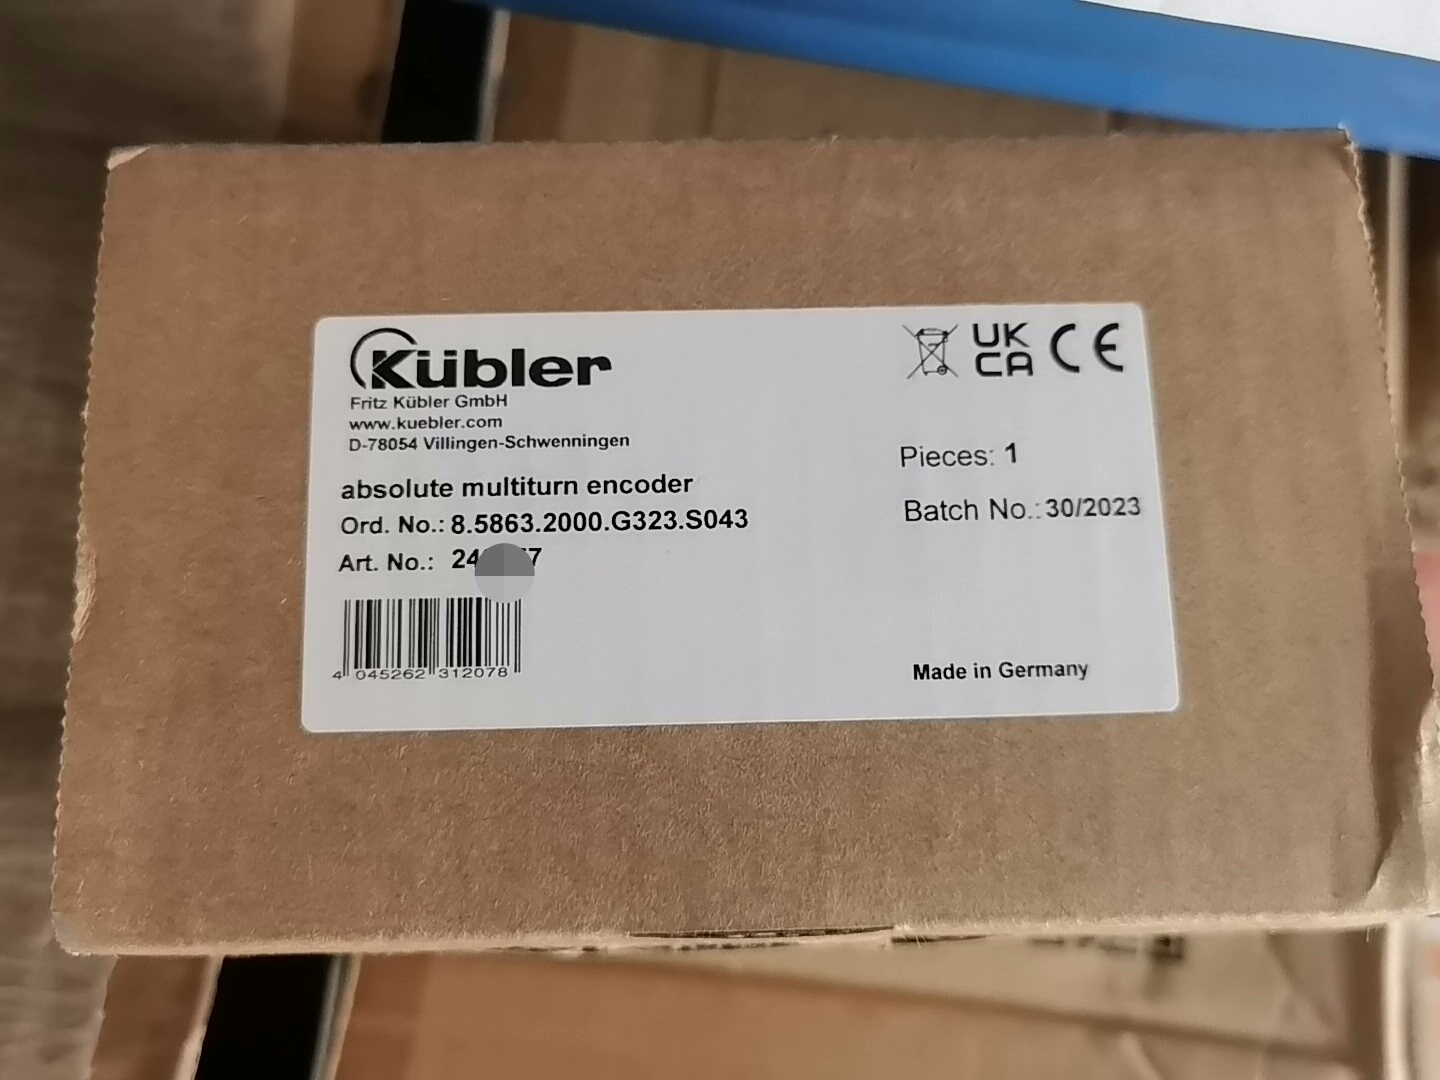 Kübler
Fritz Kübler GmbH
www.kuebler.com
D-78054 Villingen-Schwenningen
absolute multiturn encoder
Ord. No.: 8.5863.2000.G323.S043
Art. No.:
4 045262 312078
UK
CA
CE
Pieces: 1
Batch No.: 30/2023
Made in Germany